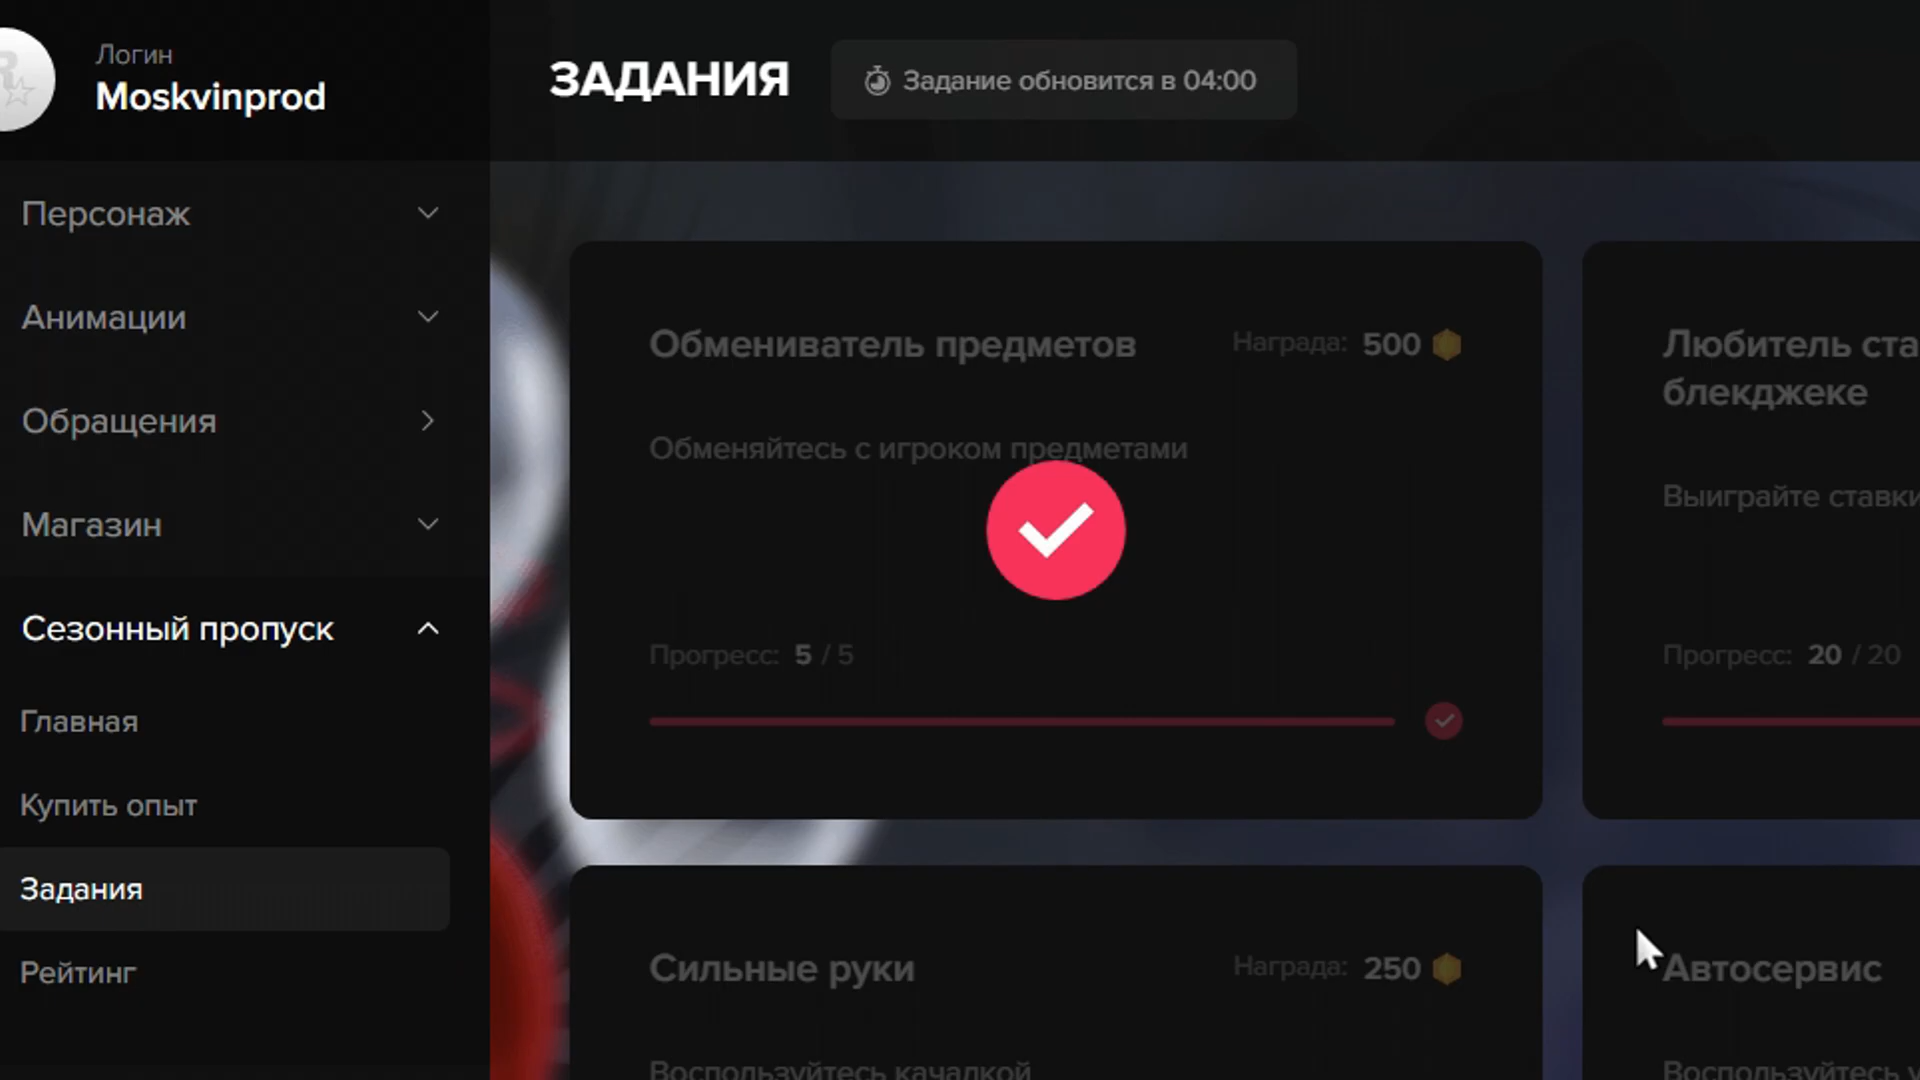 Логин
Moskvinprod
ЗАДАНИЯ
Задание обновится в 04:00
Персонаж
Анимации
Обращения
Магазин
Сезонный пропуск
Главная
Купить опыт
Задания
Рейтинг
Обмениватель предметов
Награда: 500
Обменяйтесь с игроком предметами
Прогресс: 5 / 5
Любитель ста
блекджеке
Выиграйте ставки
Прогресс: 20 / 20
Сильные руки
Награда: 250
Воспользуйтесь качалкой
Автосервис
Воспользуйтесь